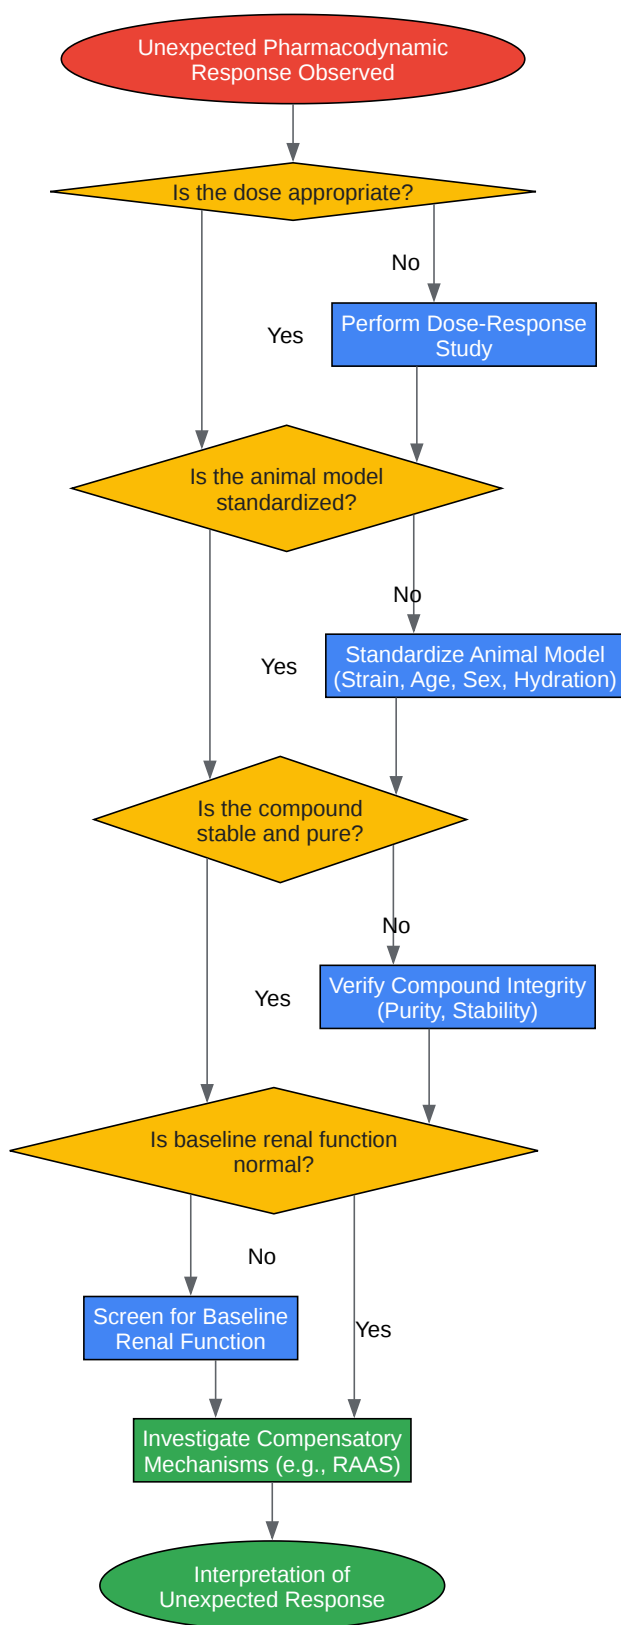 Unexpected Pharmacodynamic
Response Observed
Is the dose appropriate?
No
Yes
Perform Dose-Response
Study
Is the animal model
standardized?
No
Yes
Standardize Animal Model
(Strain, Age, Sex, Hydration)
Is the compound
stable and pure?
No
Yes
Verify Compound Integrity
(Purity, Stability)
Is baseline renal function
normal?
No
Screen for Baseline
Renal Function
Yes
Investigate Compensatory
Mechanisms (e.g., RAAS)
Interpretation of
Unexpected Response